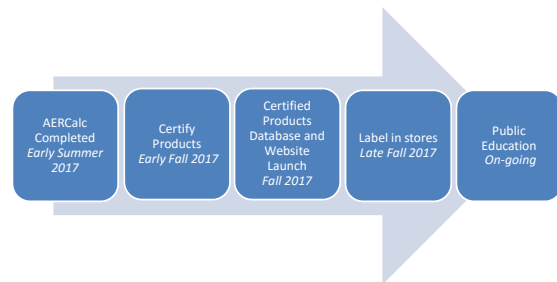 AERCalc
Completed
Early Summer
2017
Certify
Products
Early Fall 2017
Certified
Products
Database and
Website
Launch
Fall 2017
Label in stores
Late Fall 2017
Public
Education
On-going